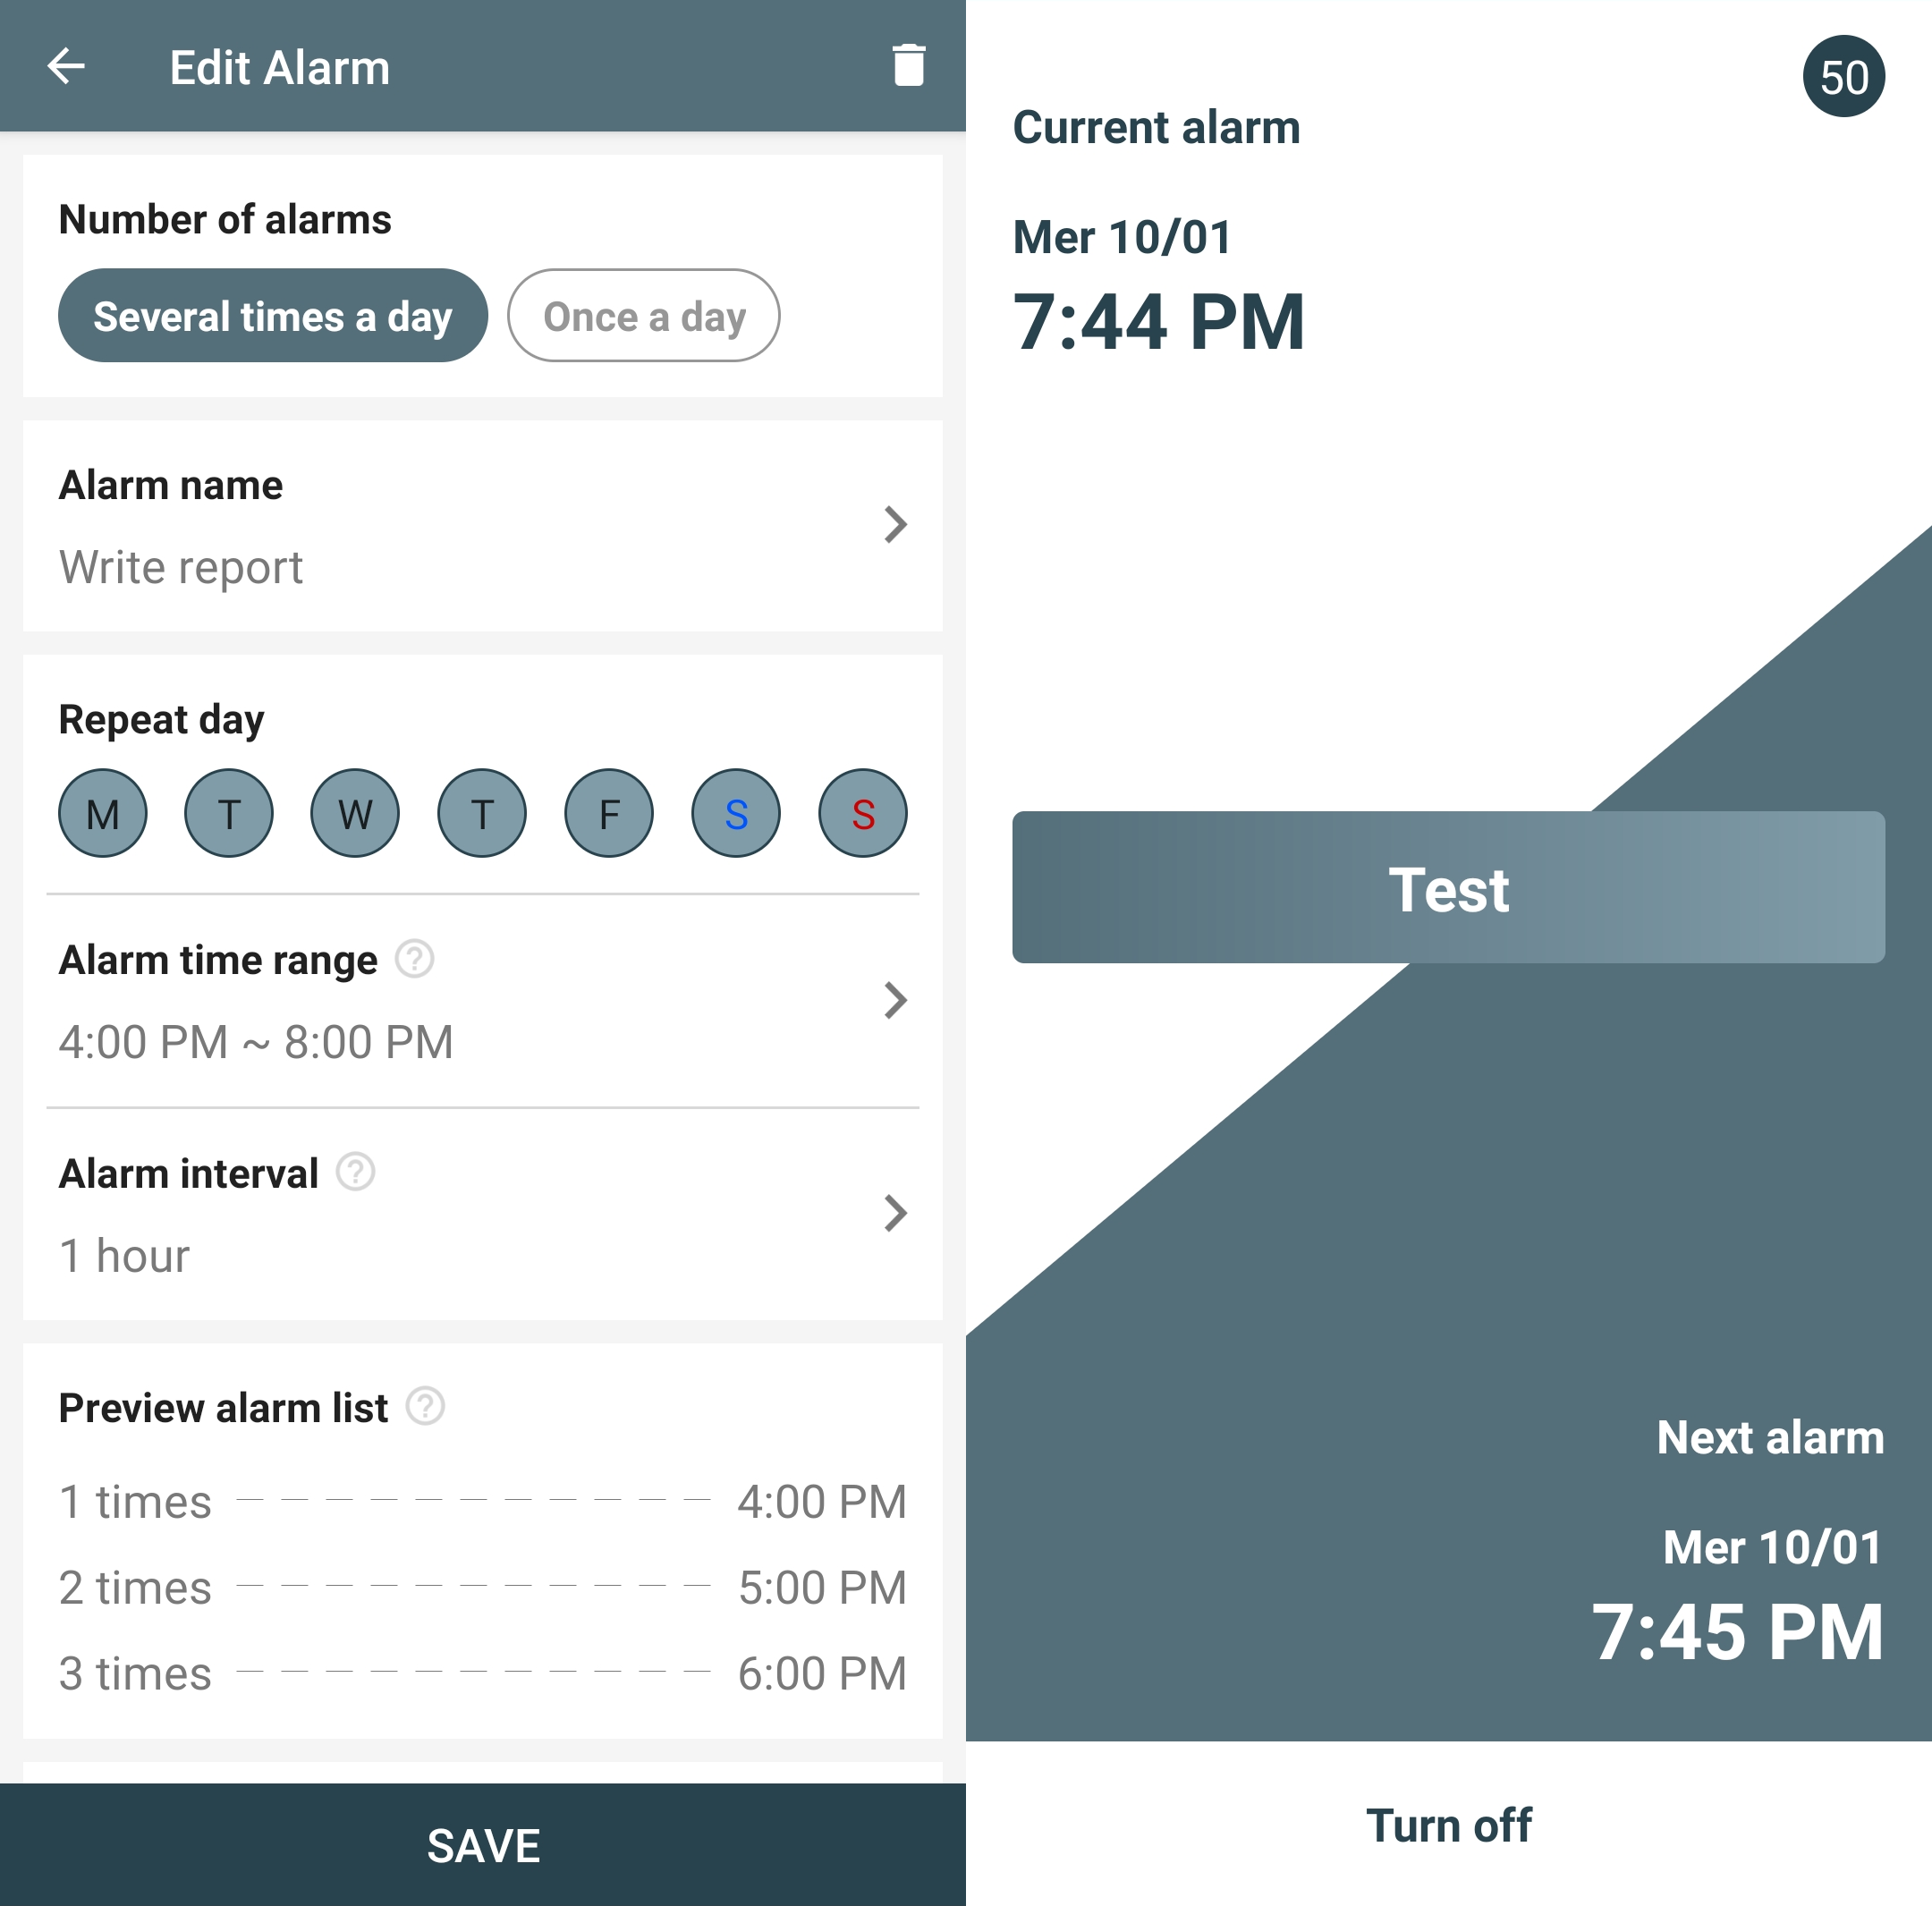 Edit Alarm
Number of alarms
Several times a day
Once a day
Alarm name
Write report
Repeat day
M T W T F S S
Alarm time range ?
4:00 PM ~ 8:00 PM
Alarm interval ?
1 hour
Preview alarm list ?
1 times 4:00 PM
2 times 5:00 PM
3 times 6:00 PM
SAVE
50
Current alarm
Mer 10/01
7:44 PM
Test
Next alarm
Mer 10/01
7:45 PM
Turn off